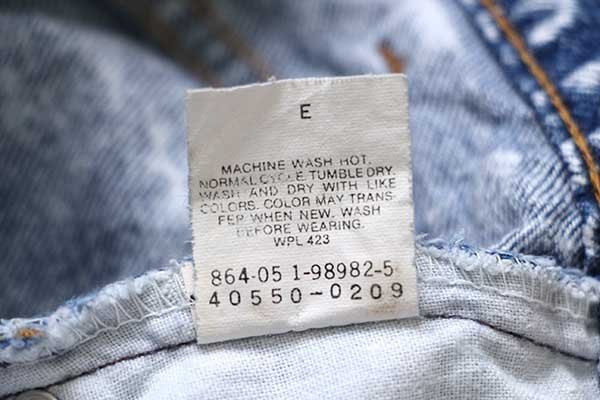 E
MACHINE WASH HOT,
NORMAL CYCLE TUMBLE DRY.
WASH AND DRY WITH LIKE
COLORS. COLOR MAY TRANS-
FER WHEN NEW. WASH
BEFORE WEARING.
WPL 423
864-05 1-98982-5
40550-0209